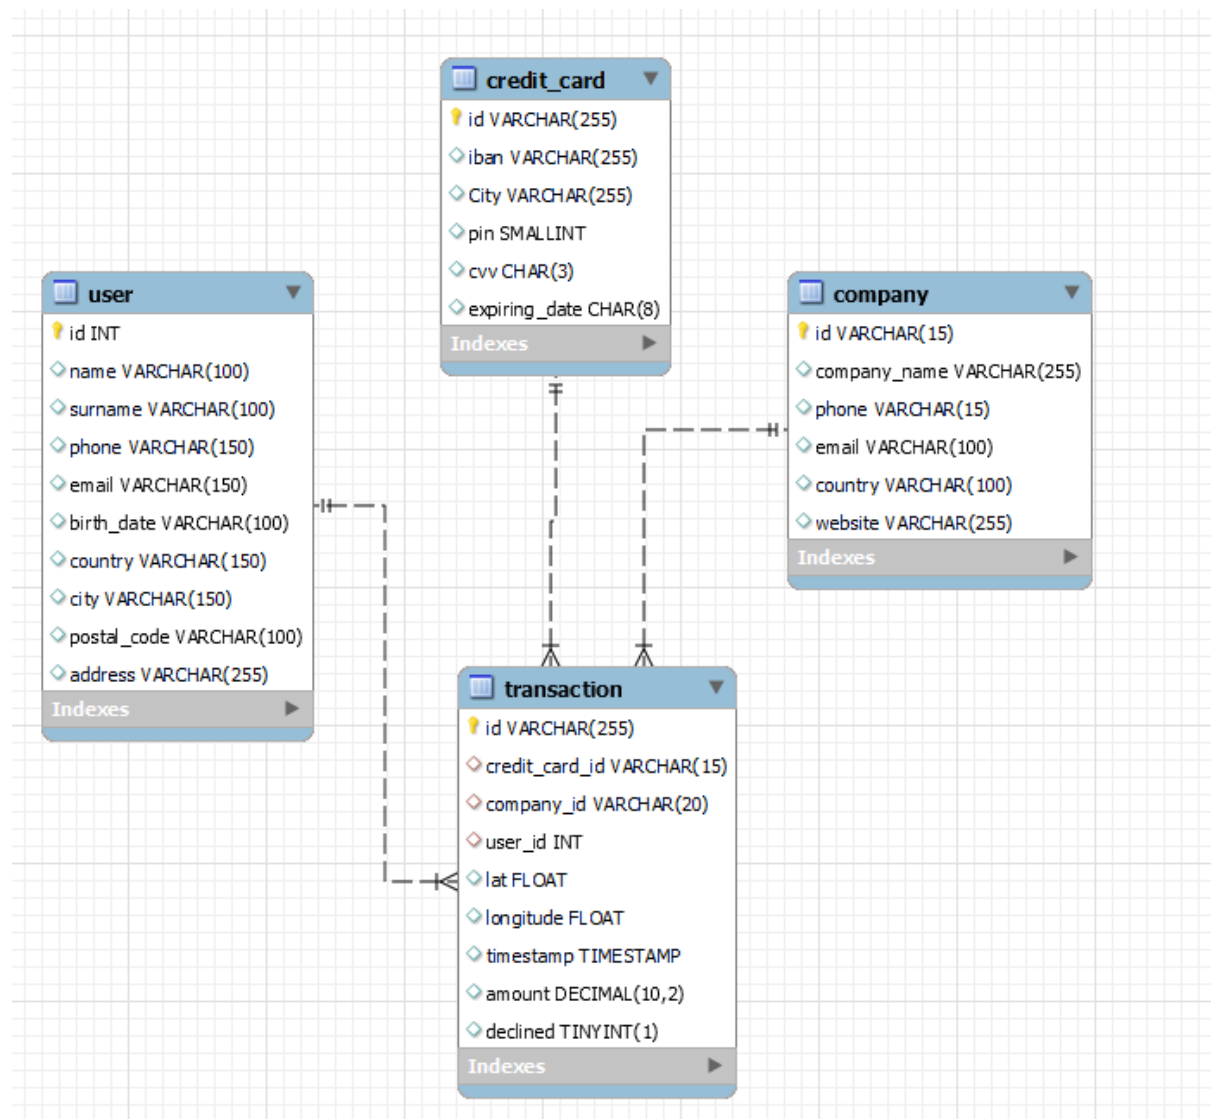 credit_card
id VARCHAR(255)
iban VARCHAR(255)
City VARCHAR(255)
pin SMALLINT
cvv CHAR(3)
expiring_date CHAR(8)
Indexes
user
id INT
name VARCHAR(100)
surname VARCHAR(100)
phone VARCHAR(150)
email VARCHAR(150)
birth_date VARCHAR(100)
country VARCHAR(150)
city VARCHAR(150)
postal_code VARCHAR(100)
address VARCHAR(255)
Indexes
company
id VARCHAR(15)
company_name VARCHAR(255)
phone VARCHAR(15)
email VARCHAR(100)
country VARCHAR(100)
website VARCHAR(255)
Indexes
transaction
id VARCHAR(255)
credit_card_id VARCHAR(15)
company_id VARCHAR(20)
user_id INT
lat FLOAT
longitude FLOAT
timestamp TIMESTAMP
amount DECIMAL(10,2)
declined TINYINT(1)
Indexes